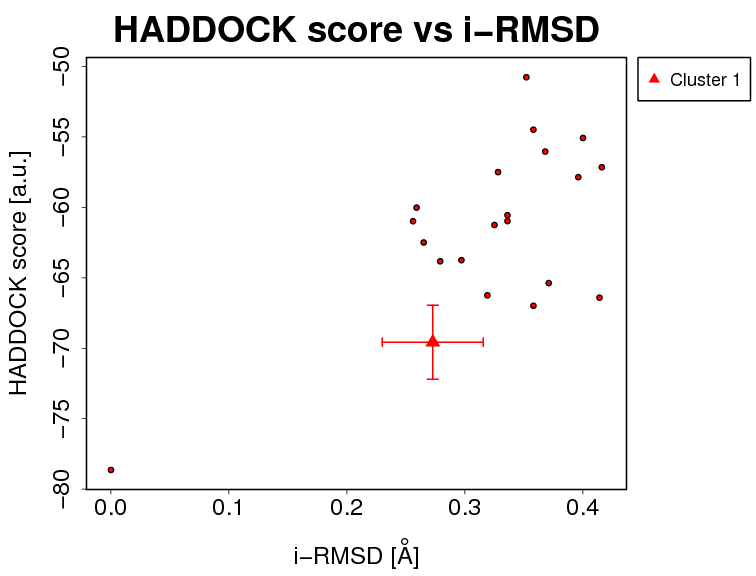 HADDOCK score vs i−RMSD
Cluster 1
HADDOCK score [a.u.]
−50
−55
−60
−65
−70
−75
−80
0.0 0.1 0.2 0.3 0.4
i−RMSD [Å]